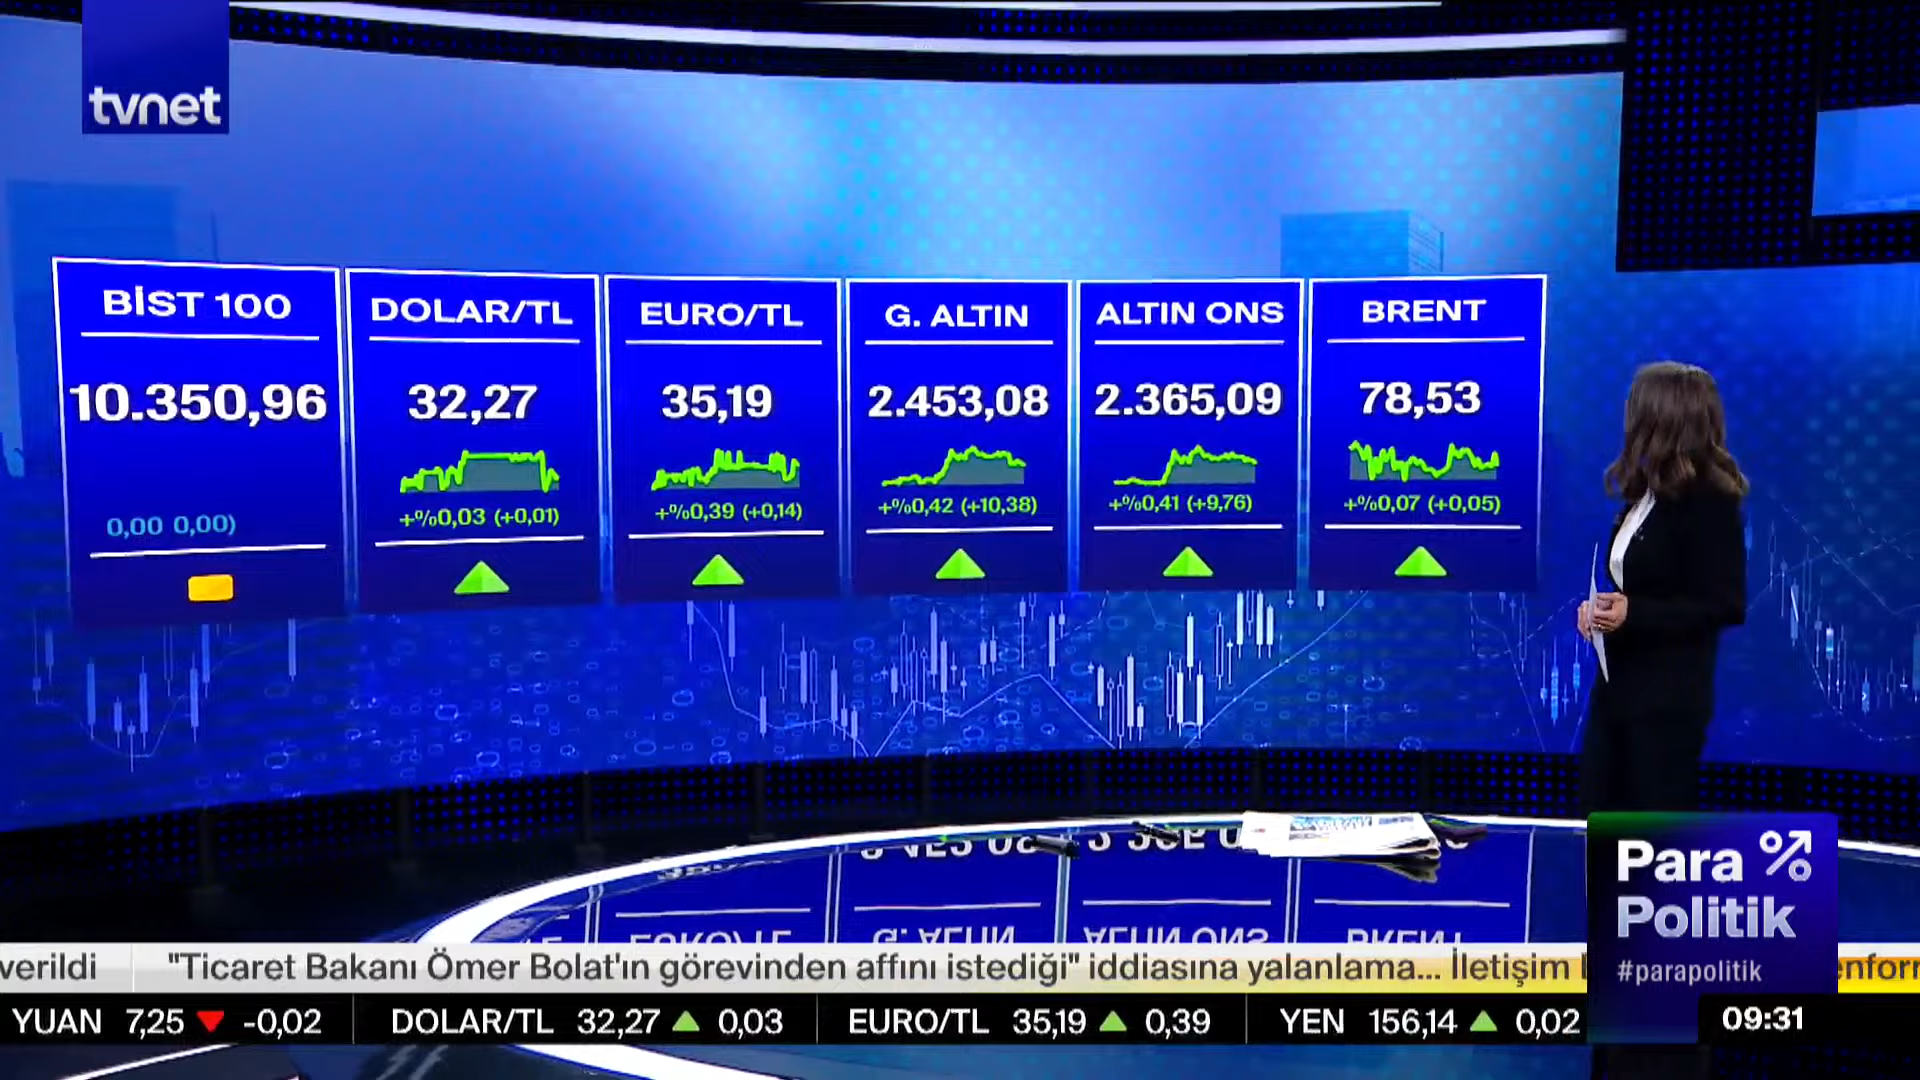 tvnet
BİST 100
10.350,96
0,00 0,00)
DOLAR/TL
32,27
+%0,03 (+0,01)
EURO/TL
35,19
+%0,39 (+0,14)
G. ALTIN
2.453,08
+%0,42 (+10,38)
ALTIN ONS
2.365,09
+%0,41 (+9,76)
BRENT
78,53
+%0,07 (+0,05)
Para %
Politik
#parapolitik
verildi "Ticaret Bakanı Ömer Bolat'ın görevinden affını istediği" iddiasına yalanlama... İletişim
YUAN 7,25 -0,02 DOLAR/TL 32,27 0,03 EURO/TL 35,19 0,39 YEN 156,14 0,02
09:31